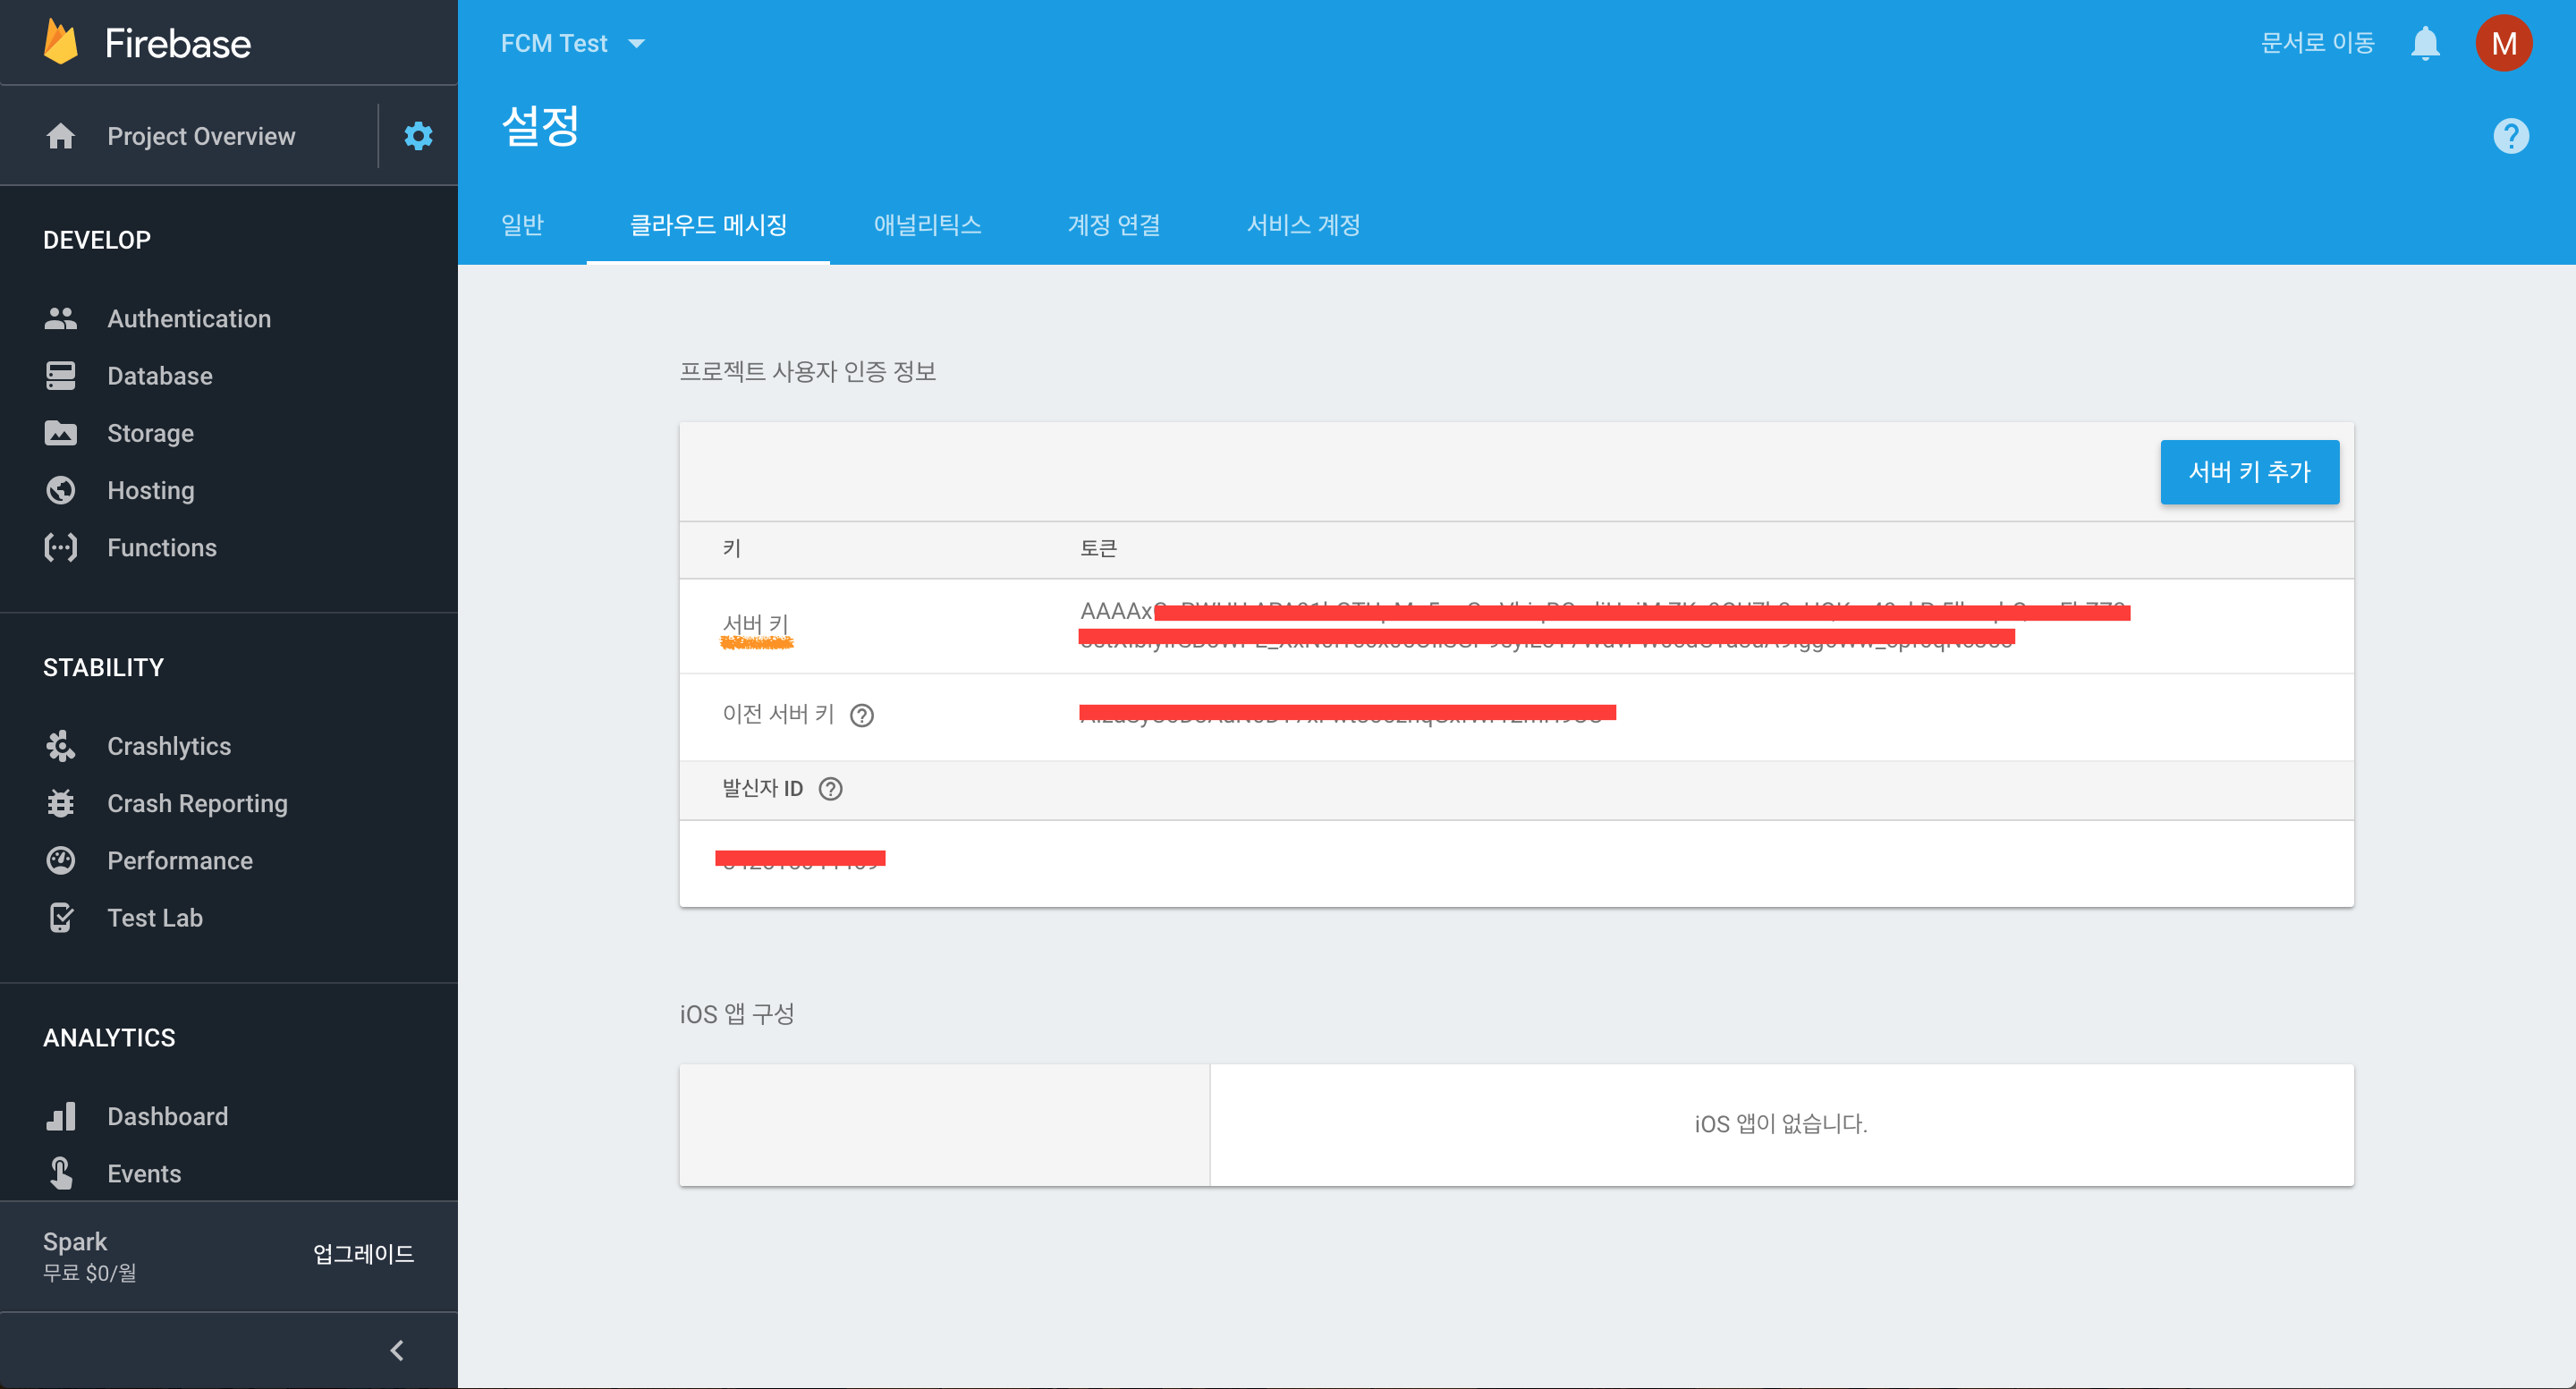 Firebase
Project Overview
DEVELOP
Authentication
Database
Storage
Hosting
Functions
STABILITY
Crashlytics
Crash Reporting
Performance
Test Lab
ANALYTICS
Dashboard
Events
Spark
무료 $0/월
업그레이드
FCM Test
문서로 이동
M
설정
일반
클라우드 메시징
애널리틱스
계정 연결
서비스 계정
프로젝트 사용자 인증 정보
서버 키 추가
키
토큰
서버 키
AAAAx
이전 서버 키
발신자 ID
iOS 앱 구성
iOS 앱이 없습니다.